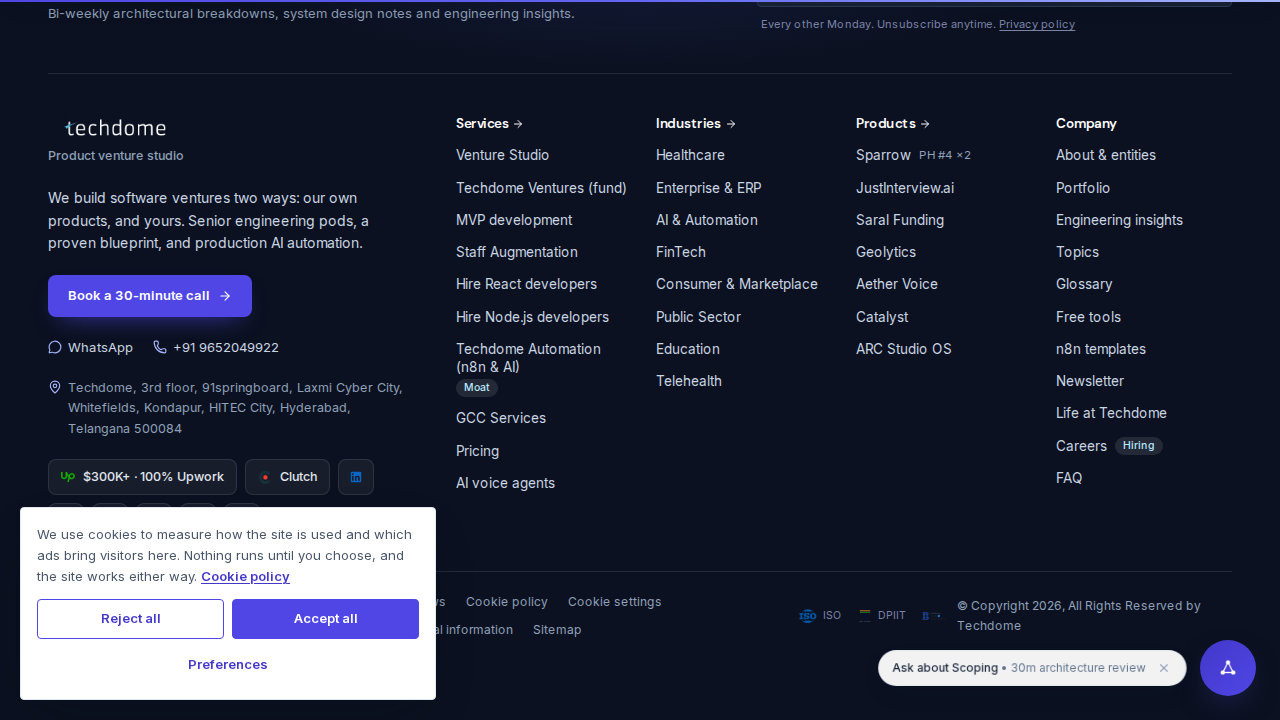 Bi-weekly architectural breakdowns, system design notes and engineering insights.
Every other Monday. Unsubscribe anytime. Privacy policy
techdome
Product venture studio
We build software ventures two ways: our own
products, and yours. Senior engineering pods, a
proven blueprint, and production AI automation.
Book a 30-minute call
WhatsApp
+91 9652049922
Techdome, 3rd floor, 91springboard, Laxmi Cyber City,
Whitefields, Kondapur, HITEC City, Hyderabad,
Telangana 500084
Up $300K+ · 100% Upwork
Clutch
Services
Venture Studio
Techdome Ventures (fund)
MVP development
Staff Augmentation
Hire React developers
Hire Node.js developers
Techdome Automation
(n8n & AI)
Moat
GCC Services
Pricing
AI voice agents
Industries
Healthcare
Enterprise & ERP
AI & Automation
FinTech
Consumer & Marketplace
Public Sector
Education
Telehealth
Products
Sparrow PH #4 ×2
JustInterview.ai
Saral Funding
Geolytics
Aether Voice
Catalyst
ARC Studio OS
Company
About & entities
Portfolio
Engineering insights
Topics
Glossary
Free tools
n8n templates
Newsletter
Life at Techdome
Careers Hiring
FAQ
We use cookies to measure how the site is used and which
ads bring visitors here. Nothing runs until you choose, and
the site works either way. Cookie policy
Reject all
Accept all
Preferences
Cookie policy
Cookie settings
information
Sitemap
ISO ISO
DPIIT
© Copyright 2026, All Rights Reserved by
Techdome
Ask about Scoping • 30m architecture review